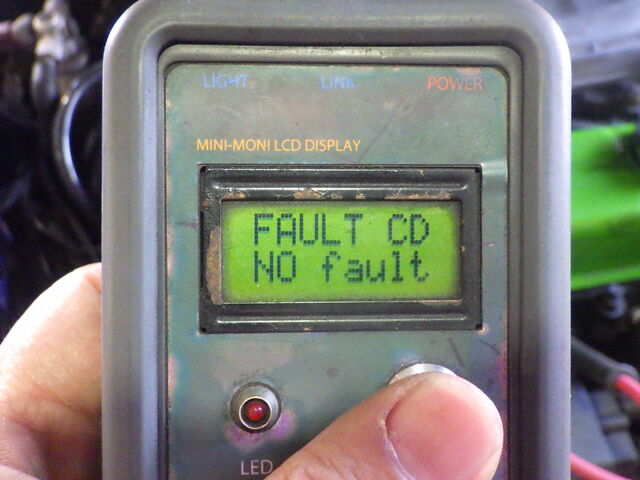 LIGHT LINK POWER
MINI-MONI LCD DISPLAY
FAULT CD
NO fault
LED